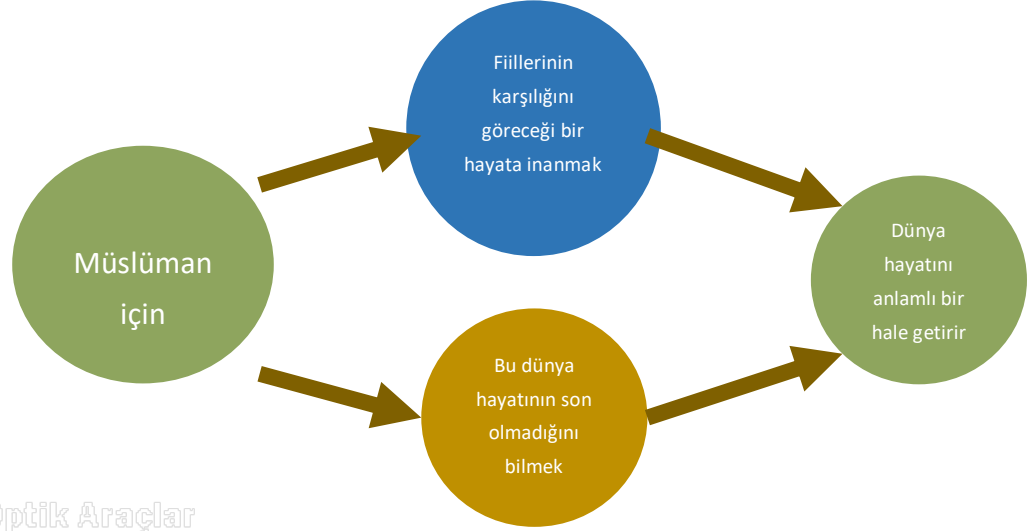 Müslüman
için
Fiillerinin
karşılığını
göreceği bir
hayata inanmak
Bu dünya
hayatının son
olmadığını
bilmek
Dünya
hayatını
anlamlı bir
hale getirir
Optik Araçlar